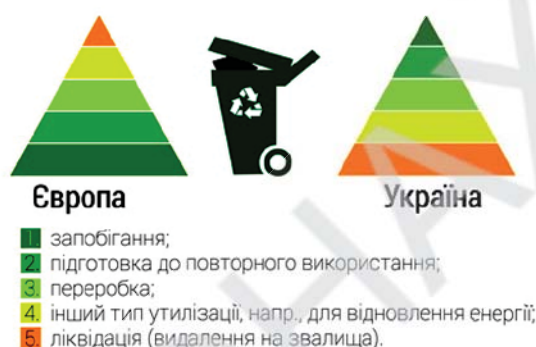 Європа
Україна
1. запобігання;
2. підготовка до повторного використання;
3. переробка;
4. інший тип утилізації, напр., для відновлення енергії;
5. ліквідація (видалення на звалища).